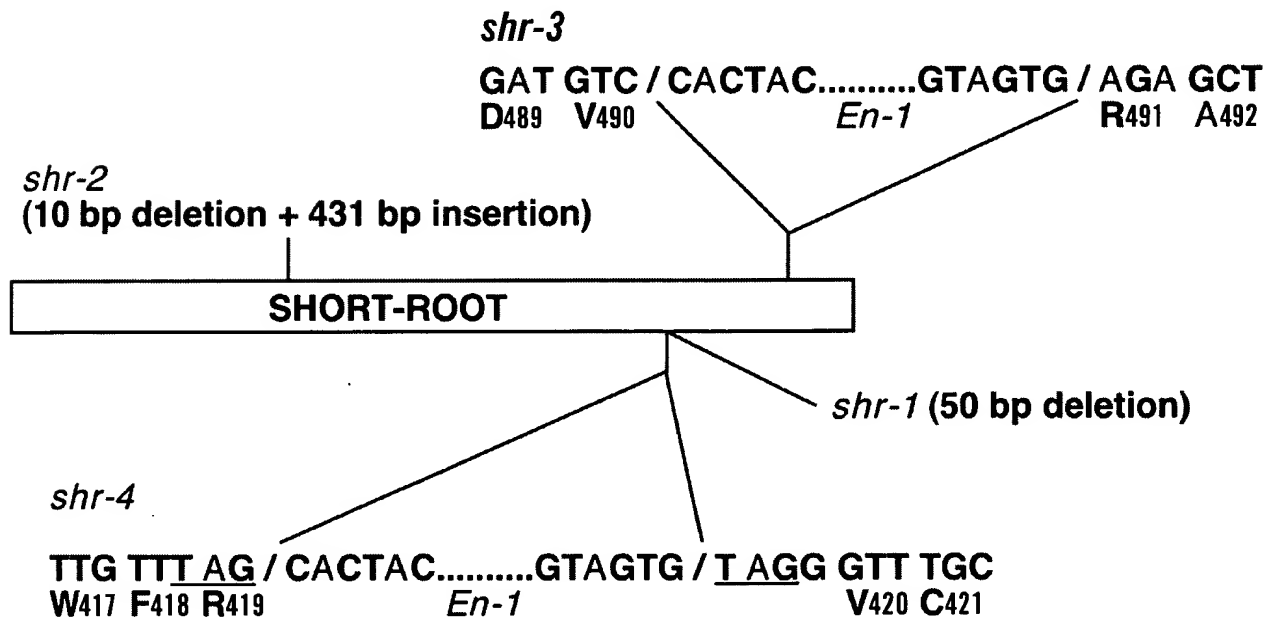 shr-3
GAT GTC / CACTAC..........GTAGTG / AGA GCT
D489 V490 En-1 R491 A492
shr-2
(10 bp deletion + 431 bp insertion)
SHORT-ROOT
shr-1 (50 bp deletion)
shr-4
TTG TTT AG / CACTAC..........GTAGTG / T AGG GTT TGC
W417 F418 R419 En-1 V420 C421